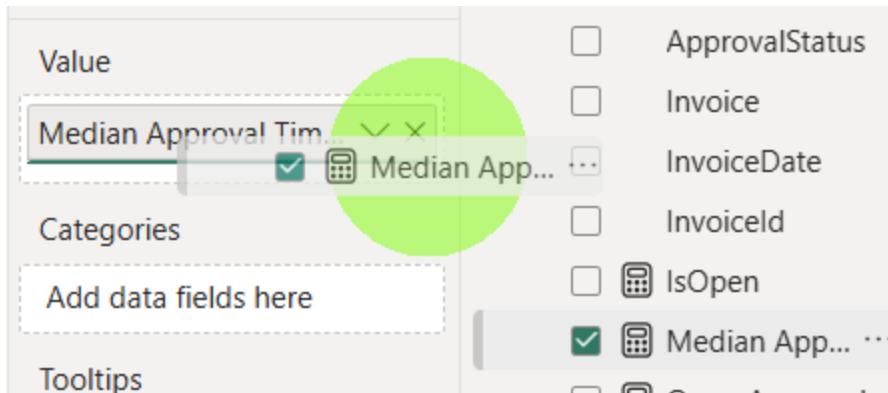 Value
Median Approval Tim...
Median App... ...
Categories
Add data fields here
Tooltips
ApprovalStatus
Invoice
InvoiceDate
InvoiceId
IsOpen
Median App... ...